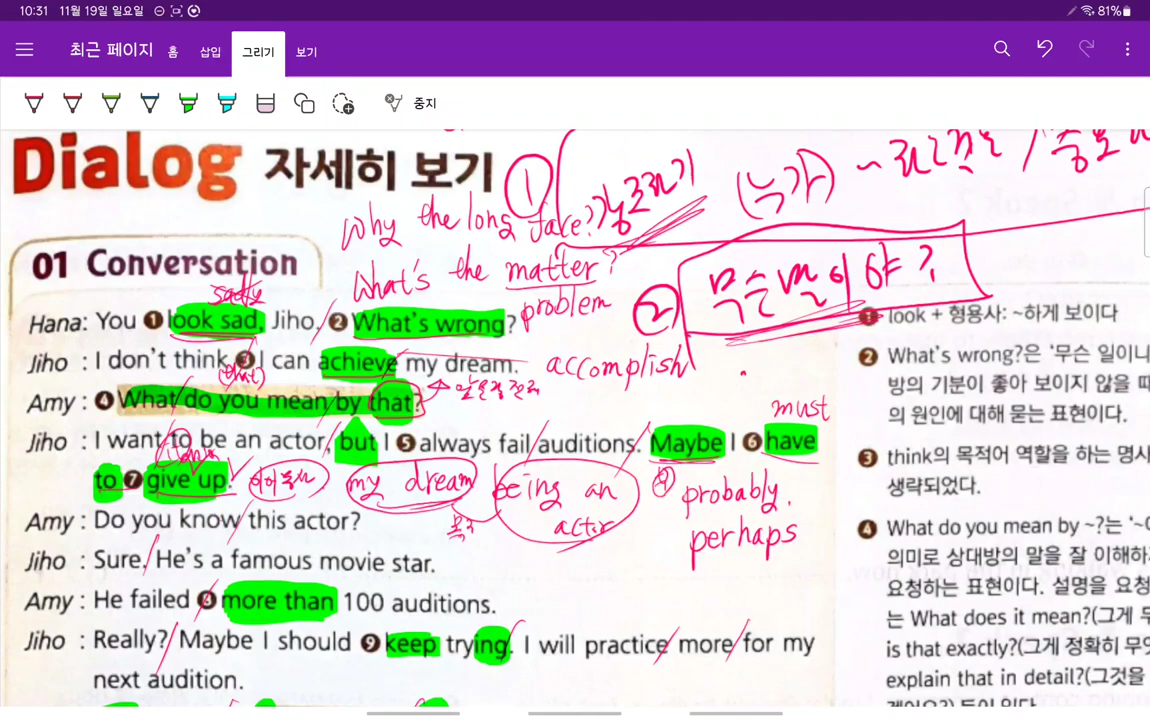 10:31 11월 19일 일요일 81%
최근 페이지 홈 삽입 그리기 보기
중지
Dialog 자세히 보기
①
(누가)
Why the long face?
01 Conversation
What's the matter?
problem
② 무슨 일이야?
sadly
Hana: You ❶ look sad, Jiho. ❷ What's wrong?
Jiho : I don't think ❸ I can achieve my dream.
accomplish
(that)
Amy : ❹ What do you mean by that?
must
Jiho : I want to be an actor, but I ❺ always fail auditions. Maybe I ❻ have
to ❼ give up.
my dream
being an
actor
probably.
perhaps
Amy : Do you know this actor?
Jiho : Sure. He's a famous movie star.
Amy : He failed ❽ more than 100 auditions.
Jiho : Really? Maybe I should ❾ keep trying. I will practice more for my
next audition.
❶ look + 형용사: ~하게 보이다
❷ What's wrong?은 '무슨 일이니
방의 기분이 좋아 보이지 않을 때
의 원인에 대해 묻는 표현이다.
❸ think의 목적어 역할을 하는 명사
생략되었다.
❹ What do you mean by ~?는 '~
의미로 상대방의 말을 잘 이해하
요청하는 표현이다. 설명을 요청
는 What does it mean?(그게 무
is that exactly?(그게 정확히 무엇
explain that in detail?(그것을